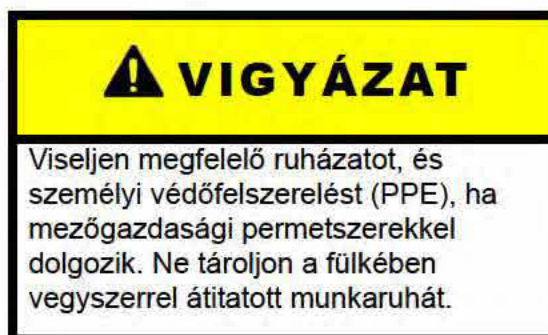 VIGYÁZAT
Viseljen megfelelő ruházatot, és
személyi védőfelszerelést (PPE), ha
mezőgazdasági permetszerekkel
dolgozik. Ne tároljon a fülkében
vegyszerrel átitatott munkaruhát.